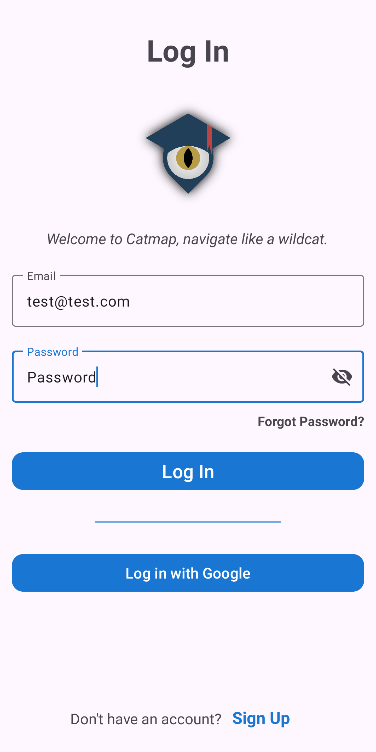 Log In
Welcome to Catmap, navigate like a wildcat.
Email
test@test.com
Password
Password
Forgot Password?
Log In
Log in with Google
Don't have an account? Sign Up